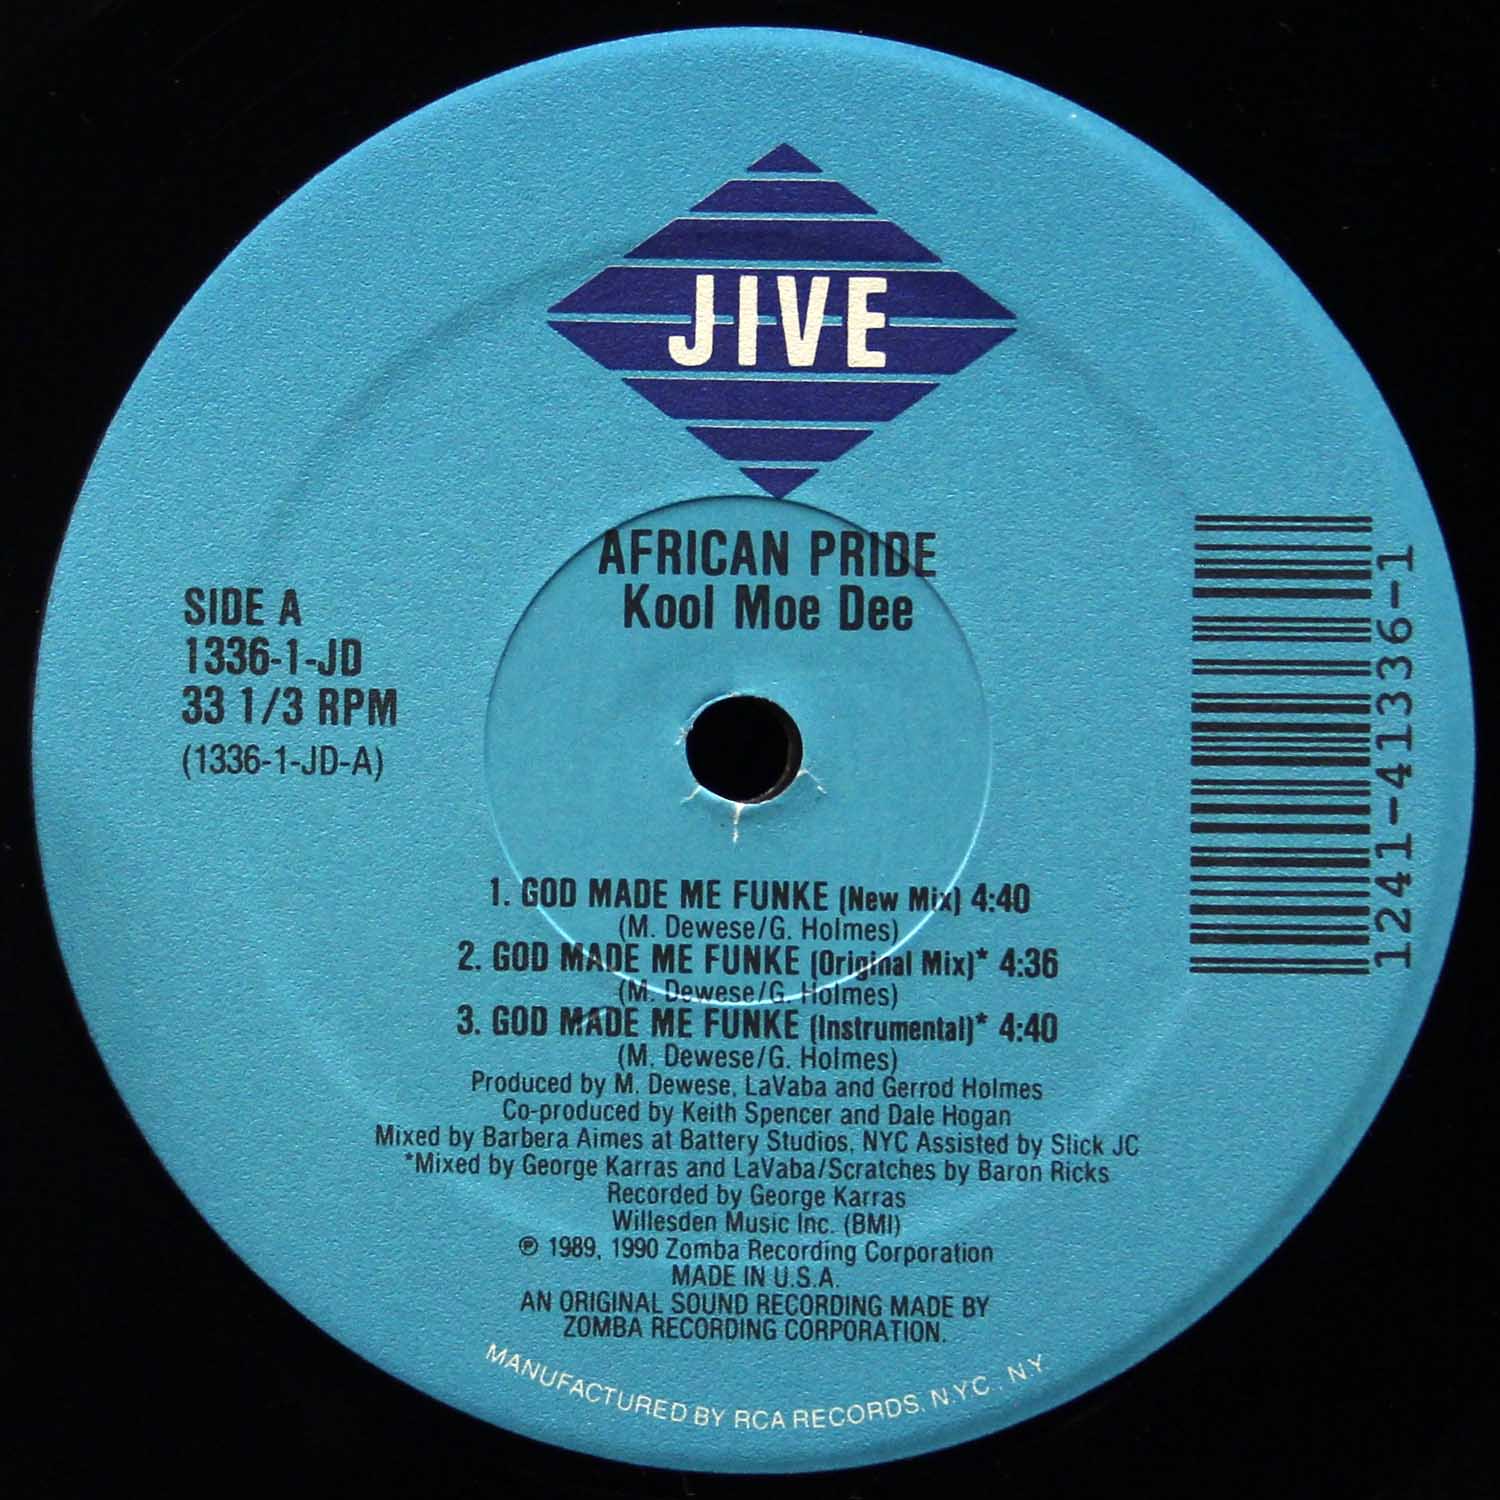 JIVE
AFRICAN PRIDE
Kool Moe Dee
SIDE A
1336-1-JD
33 1/3 RPM
(1336-1-JD-A)
1241-41336-1
1. GOD MADE ME FUNKE (New Mix) 4:40
(M. Dewese/G. Holmes)
2. GOD MADE ME FUNKE (Original Mix)* 4:36
(M. Dewese/G. Holmes)
3. GOD MADE ME FUNKE (Instrumental)* 4:40
(M. Dewese/G. Holmes)
Produced by M. Dewese, LaVaba and Gerrod Holmes
Co-produced by Keith Spencer and Dale Hogan
Mixed by Barbera Aimes at Battery Studios, NYC Assisted by Slick JC
*Mixed by George Karras and LaVaba/Scratches by Baron Ricks
Recorded by George Karras
Willesden Music Inc. (BMI)
℗ 1989, 1990 Zomba Recording Corporation
MADE IN U.S.A.
AN ORIGINAL SOUND RECORDING MADE BY
ZOMBA RECORDING CORPORATION.
MANUFACTURED BY RCA RECORDS, N.Y.C., N.Y.